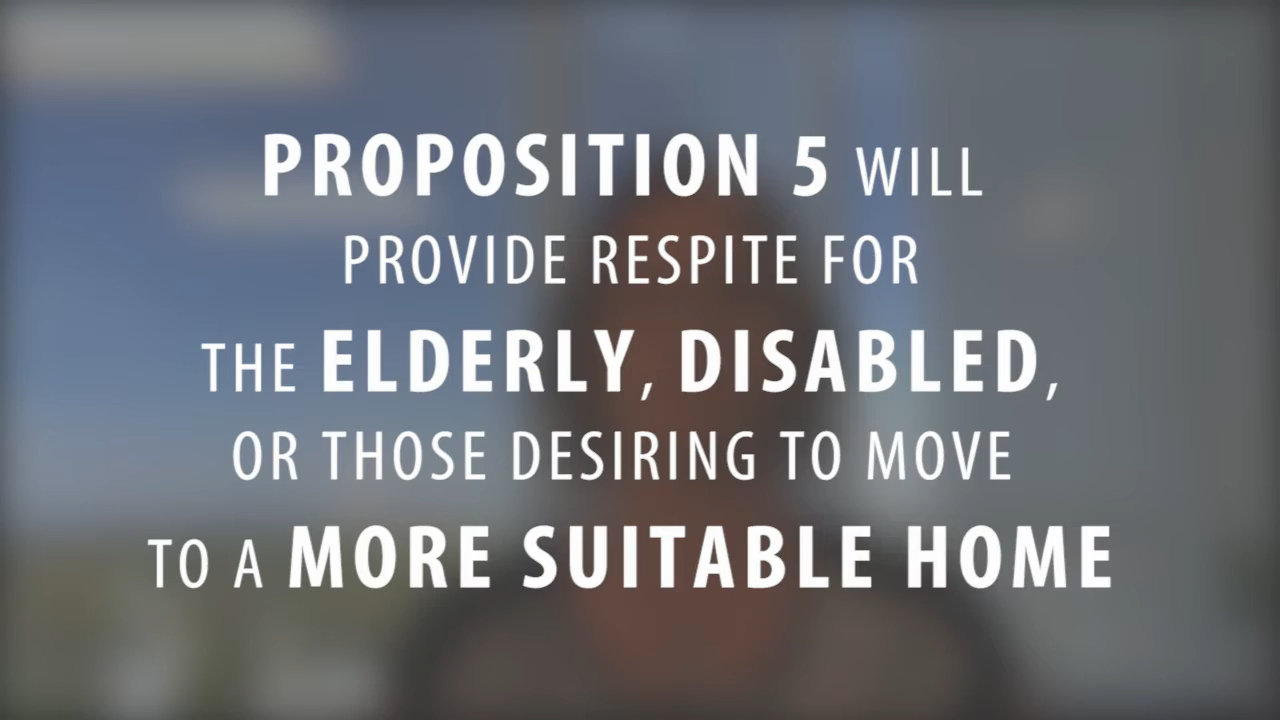 PROPOSITION 5 WILL
PROVIDE RESPITE FOR
THE ELDERLY, DISABLED,
OR THOSE DESIRING TO MOVE
TO A MORE SUITABLE HOME